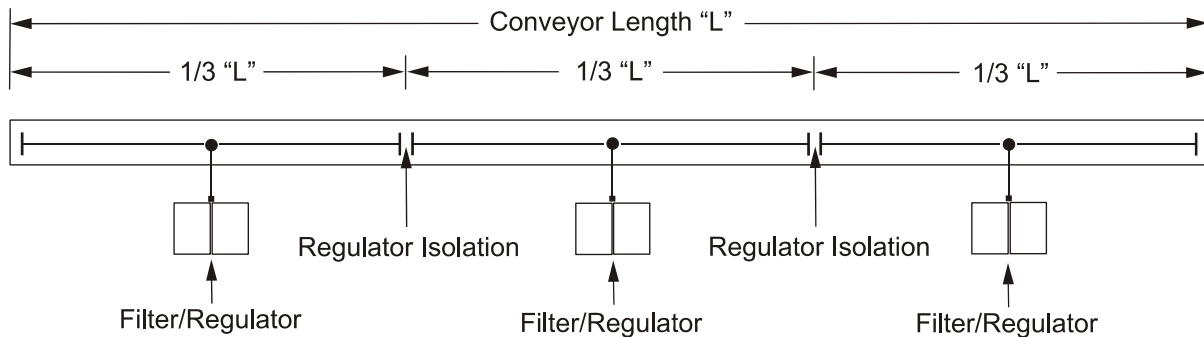 Conveyor Length “L”
1/3 “L”
1/3 “L”
1/3 “L”
Regulator Isolation
Regulator Isolation
Filter/Regulator
Filter/Regulator
Filter/Regulator